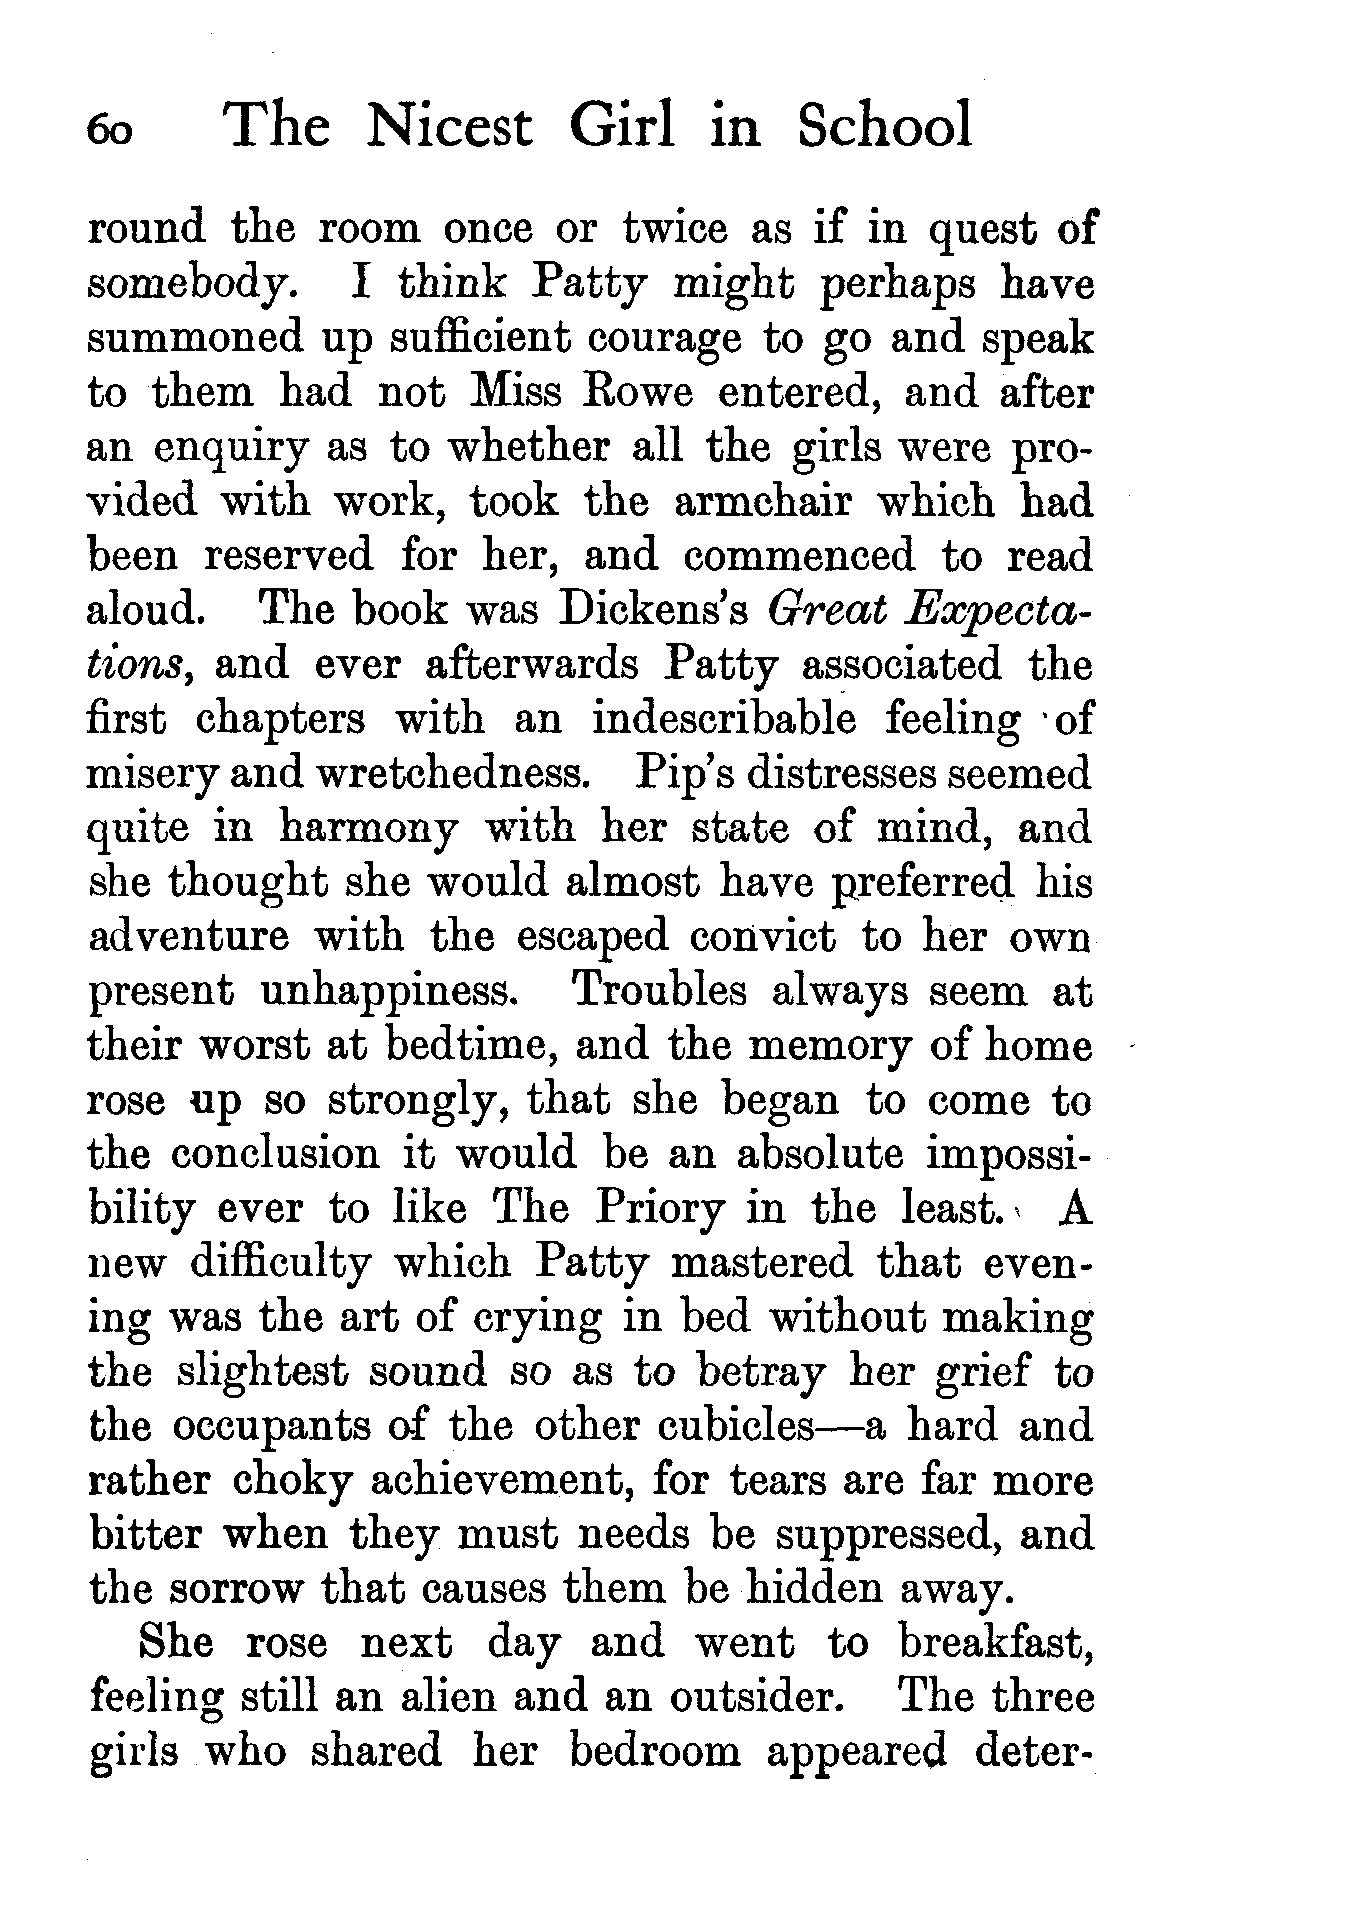 60 The Nicest Girl in School
round the room once or twice as if in quest of
somebody. I think Patty might perhaps have
summoned up sufficient courage to go and speak
to them had not Miss Rowe entered, and after
an enquiry as to whether all the girls were pro-
vided with work, took the armchair which had
been reserved for her, and commenced to read
aloud. The book was Dickens's Great Expecta-
tions, and ever afterwards Patty associated the
first chapters with an indescribable feeling of
misery and wretchedness. Pip's distresses seemed
quite in harmony with her state of mind, and
she thought she would almost have preferred his
adventure with the escaped convict to her own
present unhappiness. Troubles always seem at
their worst at bedtime, and the memory of home
rose up so strongly, that she began to come to
the conclusion it would be an absolute impossi-
bility ever to like The Priory in the least. A
new difficulty which Patty mastered that even-
ing was the art of crying in bed without making
the slightest sound so as to betray her grief to
the occupants of the other cubicles—a hard and
rather choky achievement, for tears are far more
bitter when they must needs be suppressed, and
the sorrow that causes them be hidden away.
She rose next day and went to breakfast,
feeling still an alien and an outsider. The three
girls who shared her bedroom appeared deter-